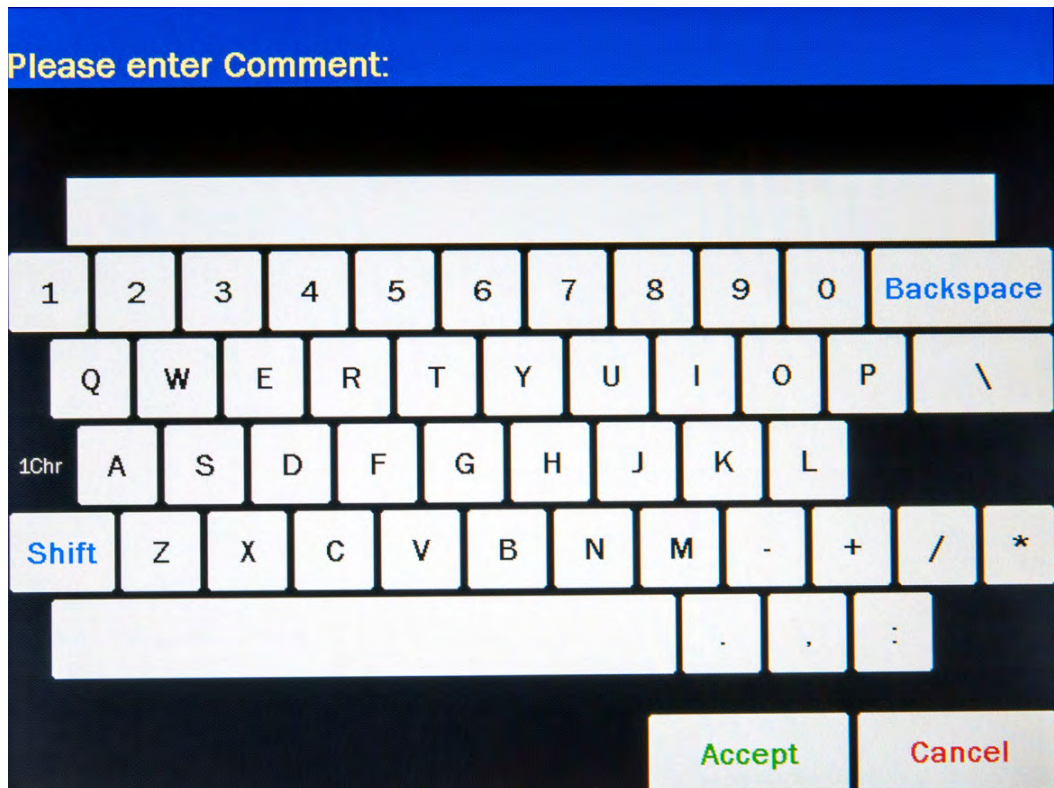 Please enter Comment:
1 2 3 4 5 6 7 8 9 0 Backspace
Q W E R T Y U I O P \
1Chr A S D F G H J K L
Shift Z X C V B N M - + / *
. , :
Accept Cancel